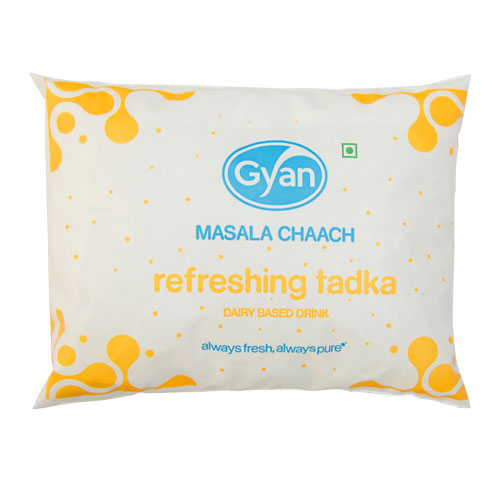 Gyan
MASALA CHAACH
refreshing tadka
DAIRY BASED DRINK
always fresh, always pure